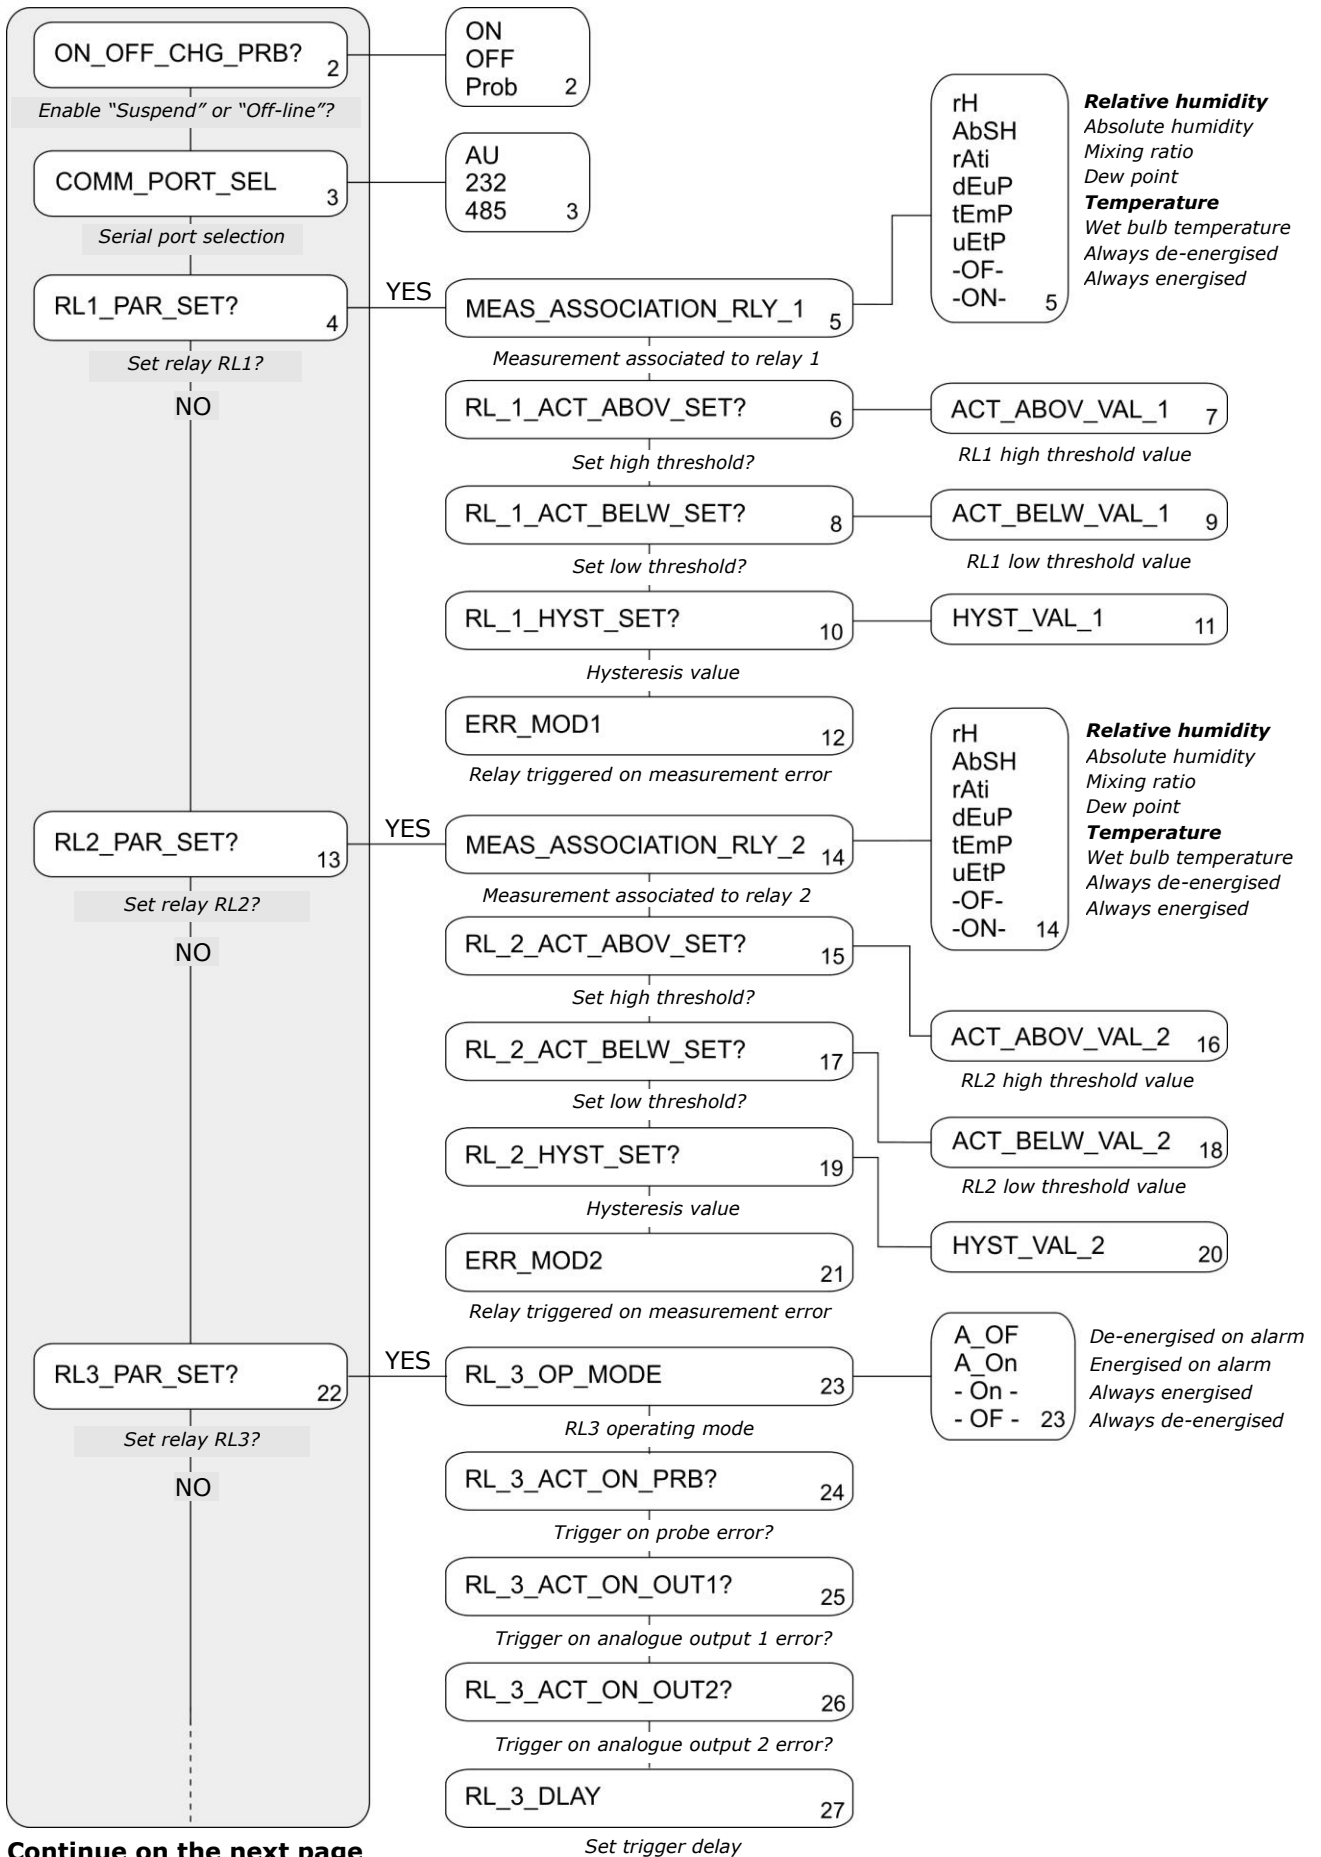 ON_OFF_CHG_PRB? 2
ON
OFF
Prob 2
Enable “Suspend” or “Off-line”?
COMM_PORT_SEL 3
AU
232
485 3
Serial port selection
RL1_PAR_SET? 4
YES
MEAS_ASSOCIATION_RLY_1 5
rH Relative humidity
AbSH Absolute humidity
rAti Mixing ratio
dEuP Dew point
tEmP Temperature
uEtP Wet bulb temperature
-OF- Always de-energised
-ON- 5 Always energised
Set relay RL1?
NO
Measurement associated to relay 1
RL_1_ACT_ABOV_SET? 6
ACT_ABOV_VAL_1 7
Set high threshold?
RL1 high threshold value
RL_1_ACT_BELW_SET? 8
ACT_BELW_VAL_1 9
Set low threshold?
RL1 low threshold value
RL_1_HYST_SET? 10
HYST_VAL_1 11
Hysteresis value
ERR_MOD1 12
Relay triggered on measurement error
RL2_PAR_SET? 13
YES
MEAS_ASSOCIATION_RLY_2 14
rH Relative humidity
AbSH Absolute humidity
rAti Mixing ratio
dEuP Dew point
tEmP Temperature
uEtP Wet bulb temperature
-OF- Always de-energised
-ON- 14 Always energised
Set relay RL2?
NO
Measurement associated to relay 2
RL_2_ACT_ABOV_SET? 15
Set high threshold?
ACT_ABOV_VAL_2 16
RL2 high threshold value
RL_2_ACT_BELW_SET? 17
Set low threshold?
ACT_BELW_VAL_2 18
RL2 low threshold value
RL_2_HYST_SET? 19
Hysteresis value
HYST_VAL_2 20
ERR_MOD2 21
Relay triggered on measurement error
RL3_PAR_SET? 22
YES
RL_3_OP_MODE 23
A_OF De-energised on alarm
A_On Energised on alarm
- On - Always energised
- OF - 23 Always de-energised
Set relay RL3?
NO
RL3 operating mode
RL_3_ACT_ON_PRB? 24
Trigger on probe error?
RL_3_ACT_ON_OUT1? 25
Trigger on analogue output 1 error?
RL_3_ACT_ON_OUT2? 26
Trigger on analogue output 2 error?
RL_3_DLAY 27
Set trigger delay
Continue on the next page